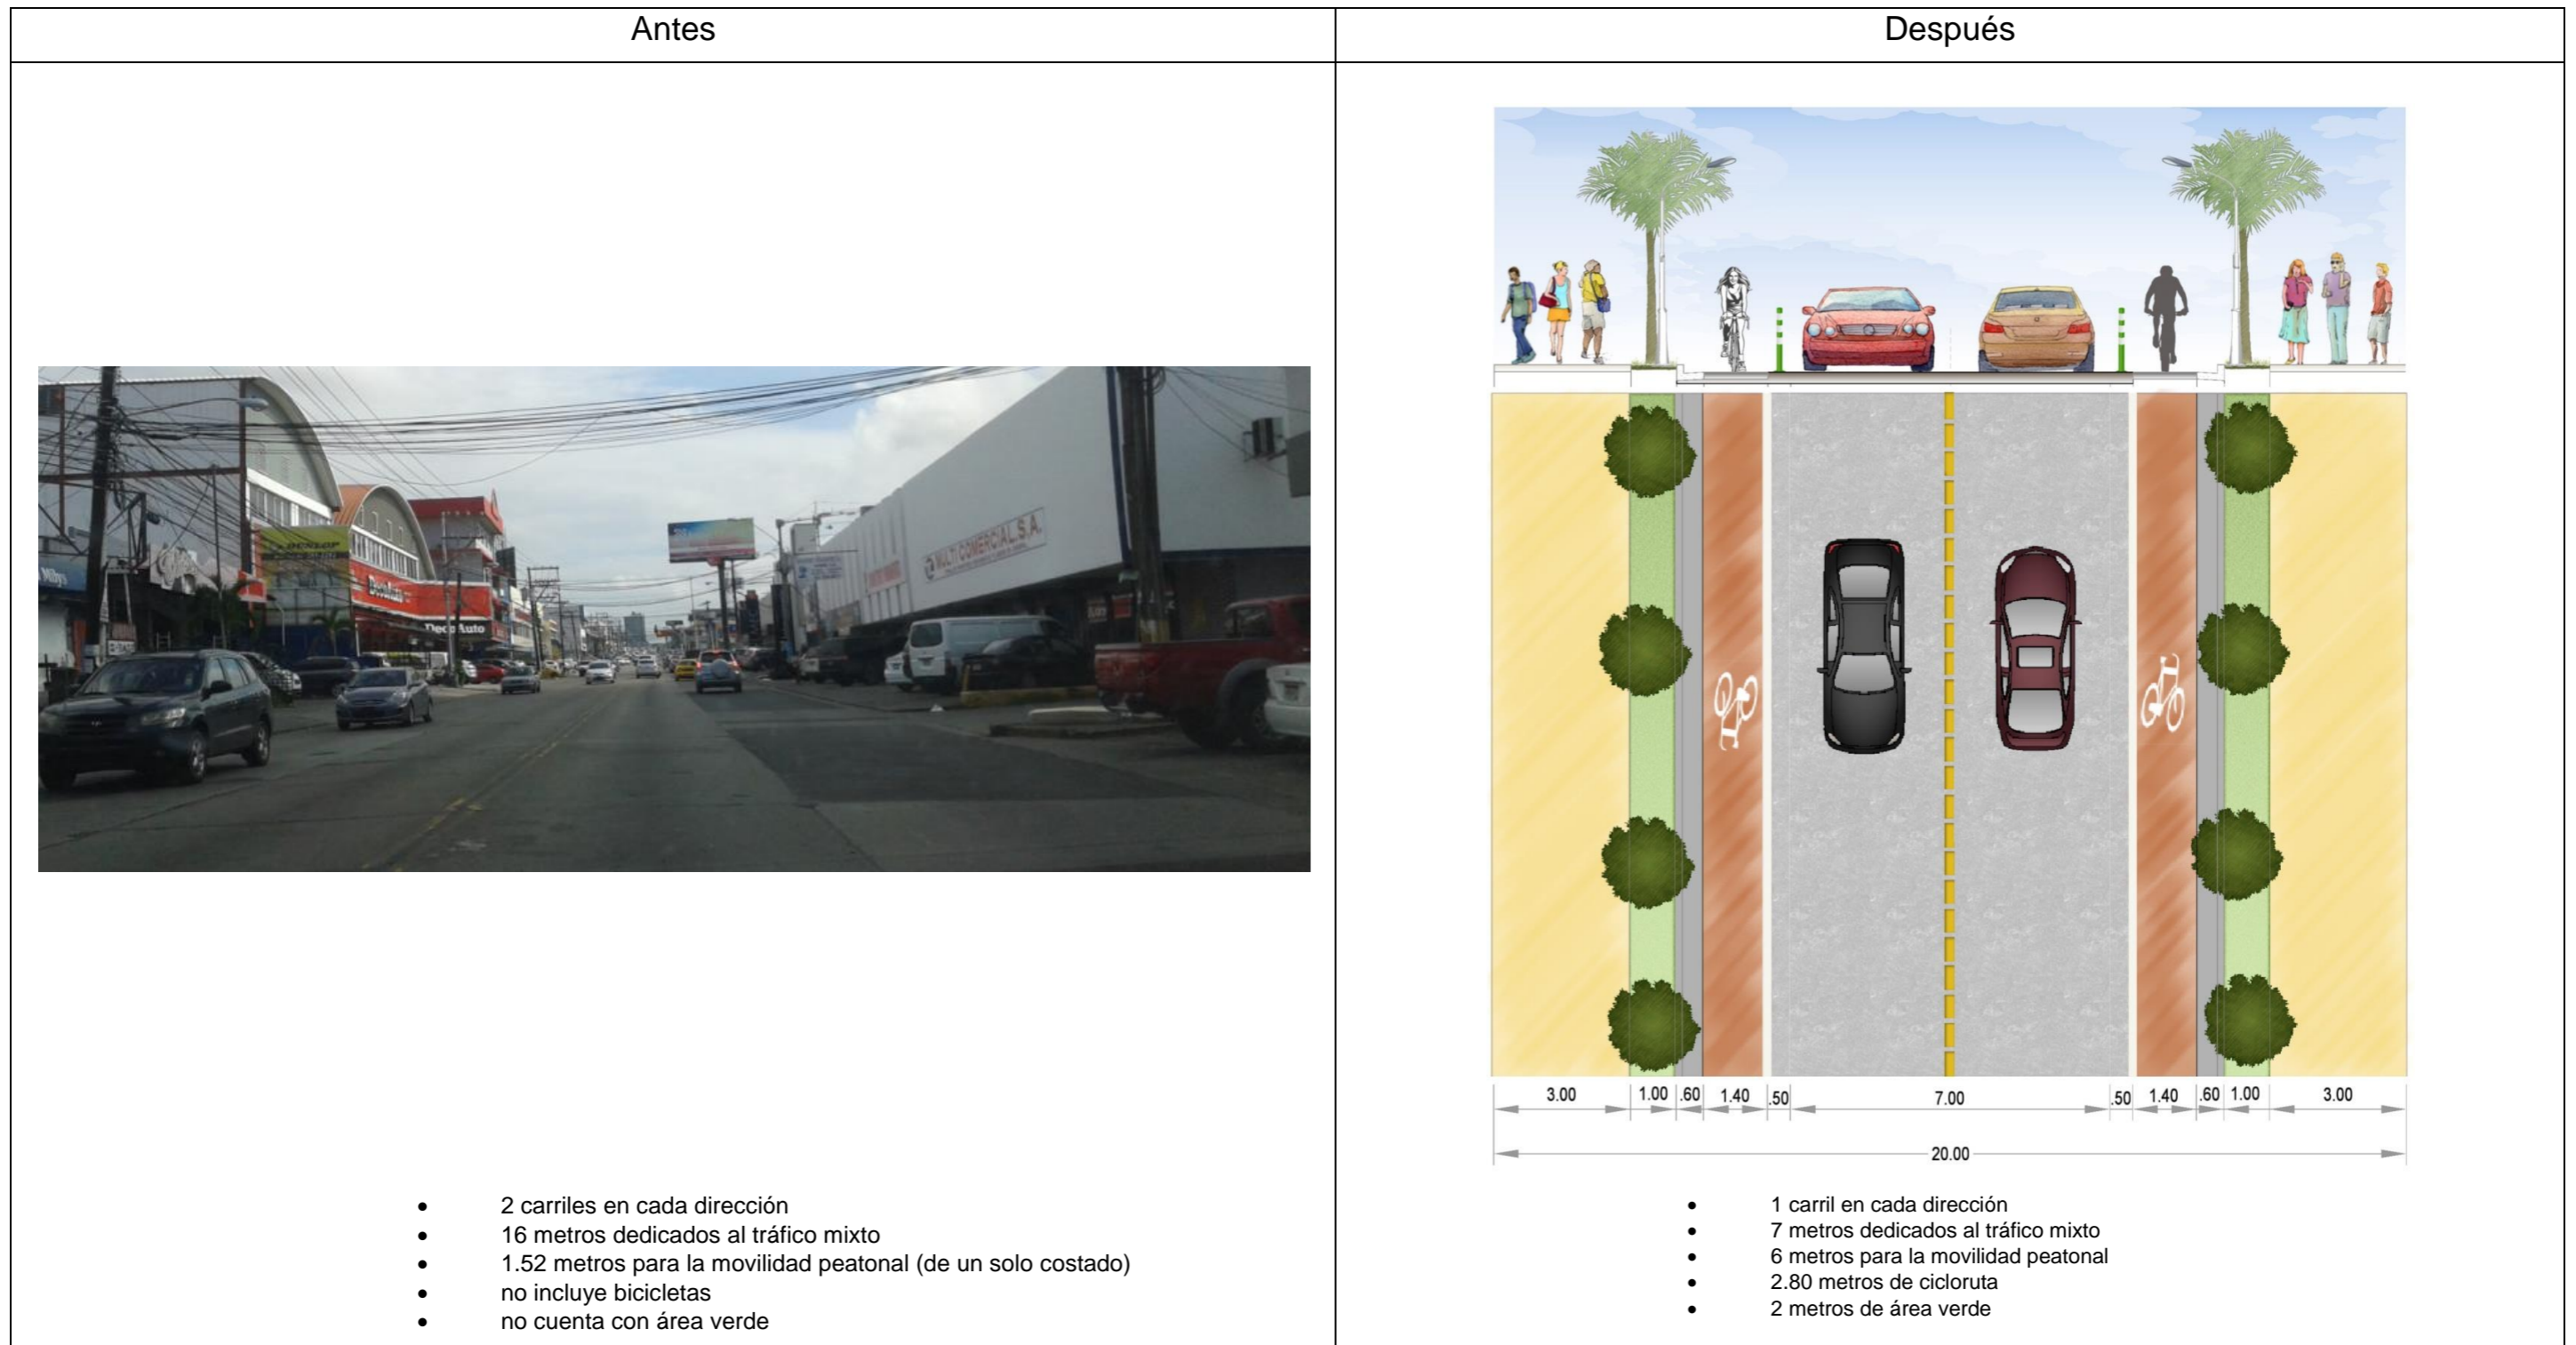 Antes
Después
DUNLOP
DecoAuto
MULTI COMERCIAL, S.A.
3.00 1.00 .60 1.40 .50 7.00 .50 1.40 .60 1.00 3.00
20.00
• 2 carriles en cada dirección
• 16 metros dedicados al tráfico mixto
• 1.52 metros para la movilidad peatonal (de un solo costado)
• no incluye bicicletas
• no cuenta con área verde
• 1 carril en cada dirección
• 7 metros dedicados al tráfico mixto
• 6 metros para la movilidad peatonal
• 2.80 metros de cicloruta
• 2 metros de área verde